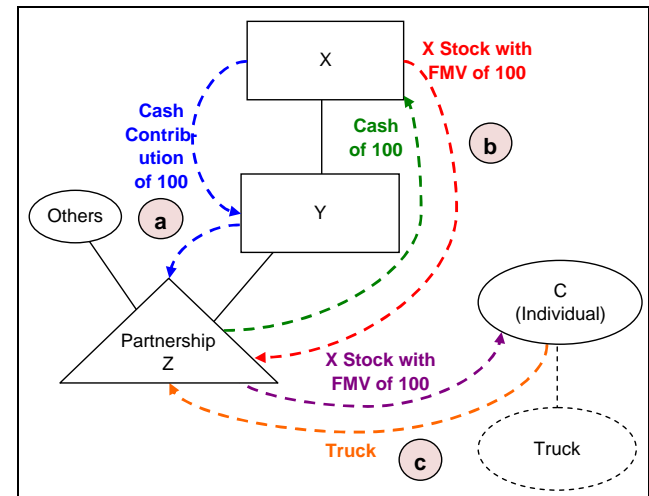 X
X Stock with
FMV of 100
Cash
Contrib-
ution
of 100
Cash
of 100
b
Others
a
Y
C
(Individual)
Partnership
Z
X Stock with
FMV of 100
Truck
c
Truck